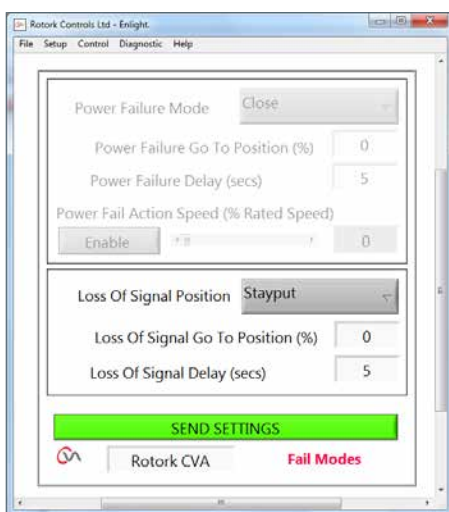 Rotork Controls Ltd - Enlight.
File Setup Control Diagnostic Help
Power Failure Mode Close
Power Failure Go To Position (%) 0
Power Failure Delay (secs) 5
Power Fail Action Speed (% Rated Speed)
Enable 0
Loss Of Signal Position Stayput
Loss Of Signal Go To Position (%) 0
Loss Of Signal Delay (secs) 5
SEND SETTINGS
Rotork CVA Fail Modes